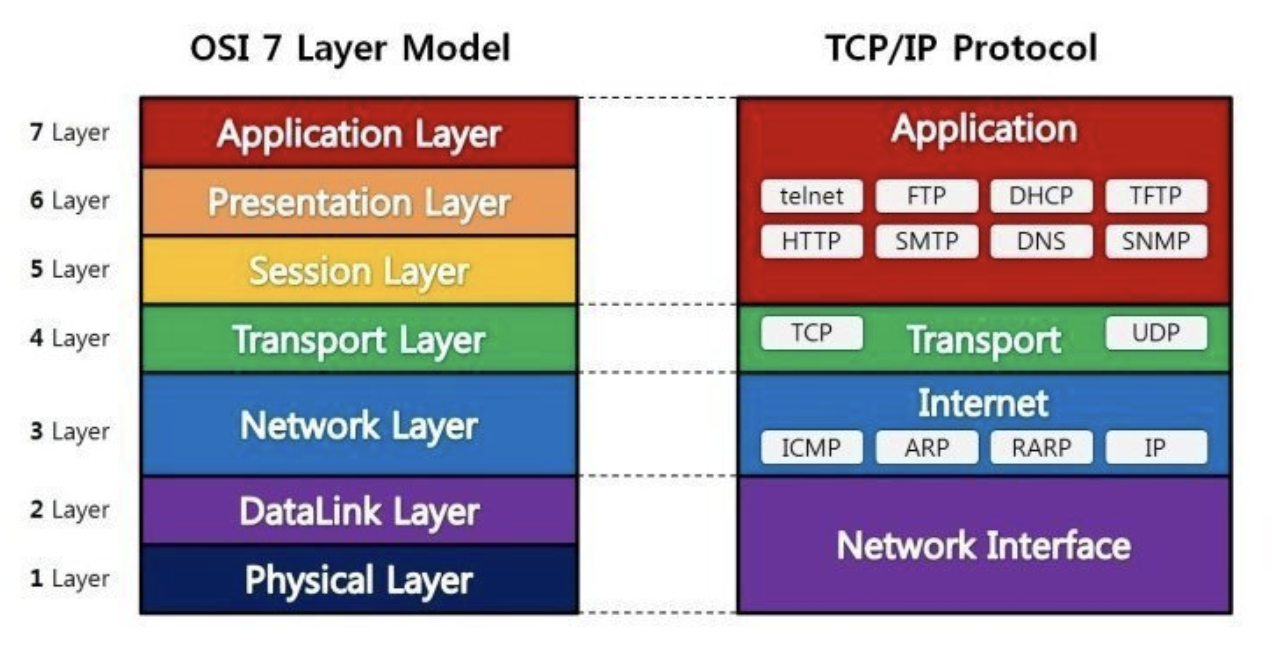 OSI 7 Layer Model
7 Layer
Application Layer
6 Layer
Presentation Layer
5 Layer
Session Layer
4 Layer
Transport Layer
3 Layer
Network Layer
2 Layer
DataLink Layer
1 Layer
Physical Layer
TCP/IP Protocol
Application
telnet FTP DHCP TFTP
HTTP SMTP DNS SNMP
TCP Transport UDP
Internet
ICMP ARP RARP IP
Network Interface